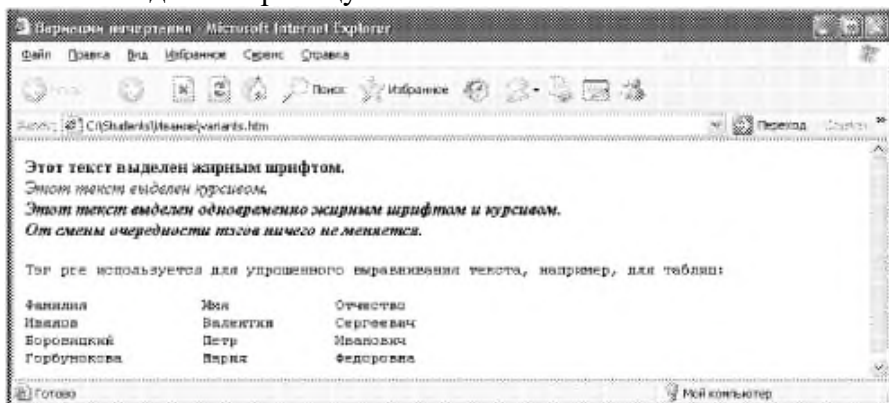 Варианты начертания - Microsoft Internet Explorer
Файл Правка Вид Избранное Сервис Справка
Поиск Избранное
C:\Students\Иванов\variants.htm Переход
Этот текст выделен жирным шрифтом.
Этот текст выделен курсивом.
Этот текст выделен одновременно жирным шрифтом и курсивом.
От смены очередности тэгов ничего не меняется.
Тэг pre используется для упрощенного выравнивания текста, например, для таблиц:
Фамилия Имя Отчество
Иванов Валентин Сергеевич
Боровицкий Петр Иванович
Горбункова Мария Федоровна
Готово Мой компьютер